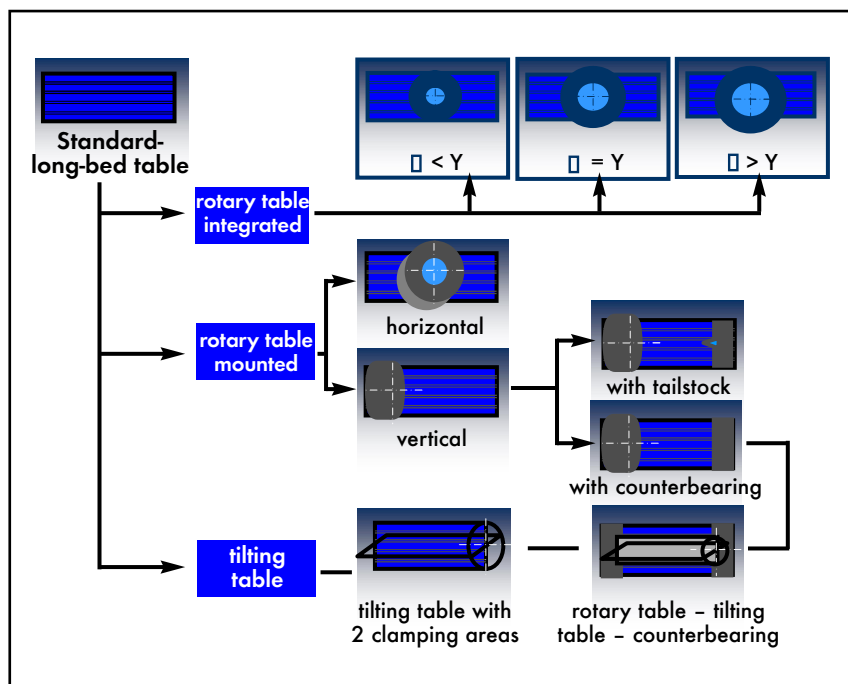 Standard-
long-bed table
▯ < Y
▯ = Y
▯ > Y
rotary table
integrated
rotary table
mounted
horizontal
vertical
with tailstock
with counterbearing
tilting
table
tilting table with
2 clamping areas
rotary table – tilting
table – counterbearing